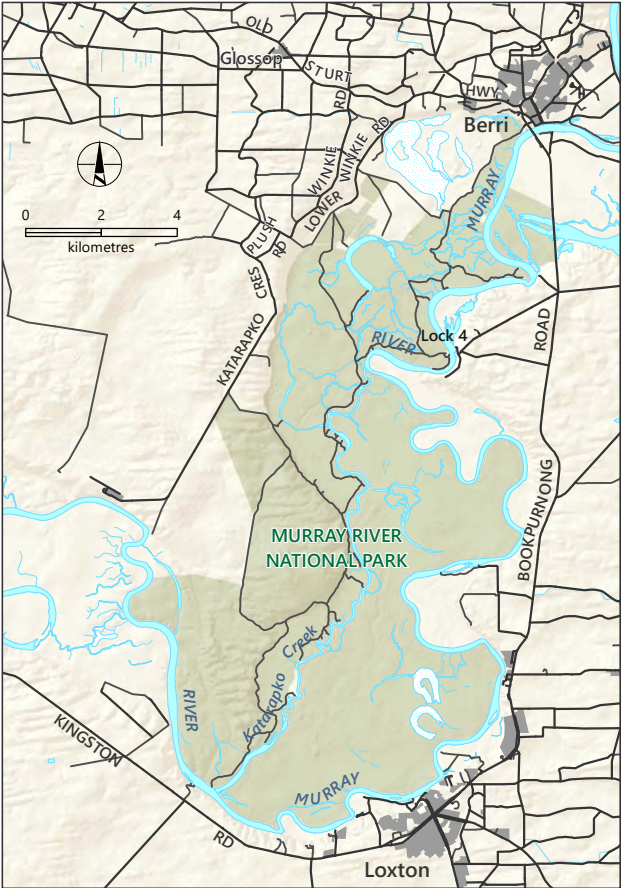 OLD
Glossop
STURT
HWY
RD
Berri
WINKIE
WINKIE RD
LOWER
MURRAY
0 2 4
kilometres
PLUSH
RD
CRES
KATARAPKO
RIVER
Lock 4
ROAD
BOOKPURNONG
MURRAY RIVER
NATIONAL PARK
Katarapko Creek
RIVER
KINGSTON
RD
MURRAY
Loxton